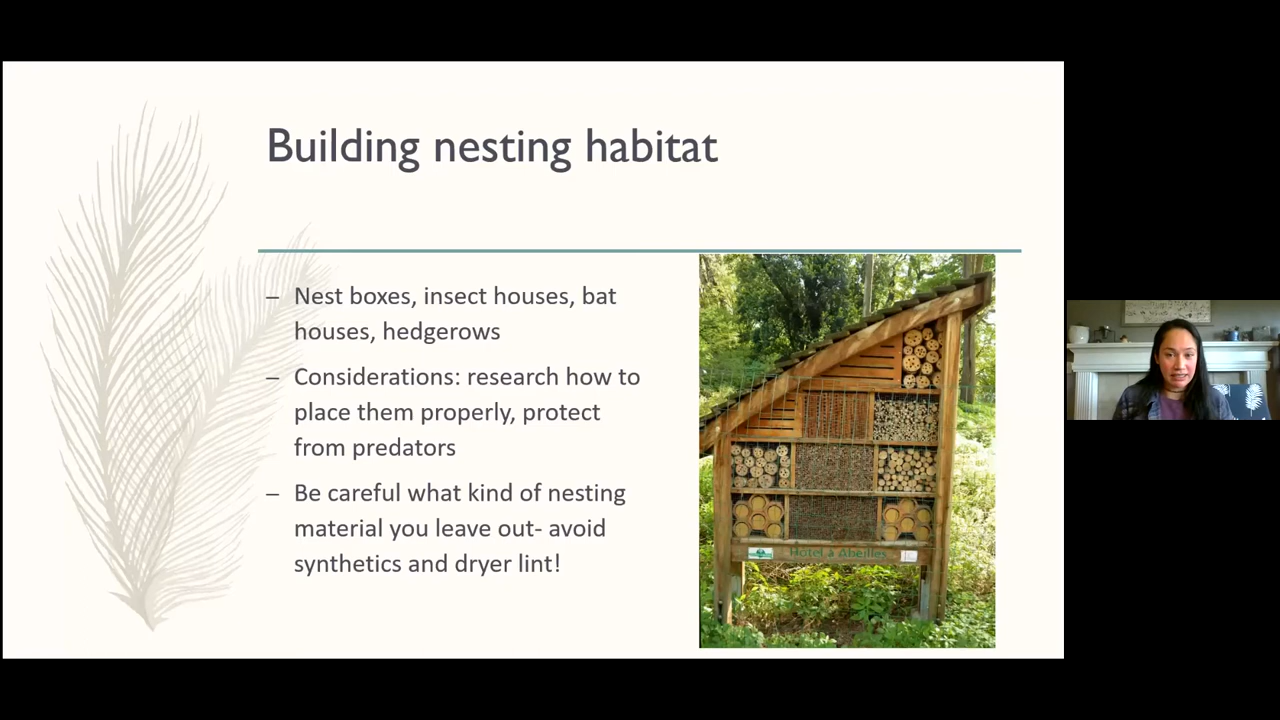 Building nesting habitat
– Nest boxes, insect houses, bat
houses, hedgerows
– Considerations: research how to
place them properly, protect
from predators
– Be careful what kind of nesting
material you leave out- avoid
synthetics and dryer lint!
Hôtel à Abeilles